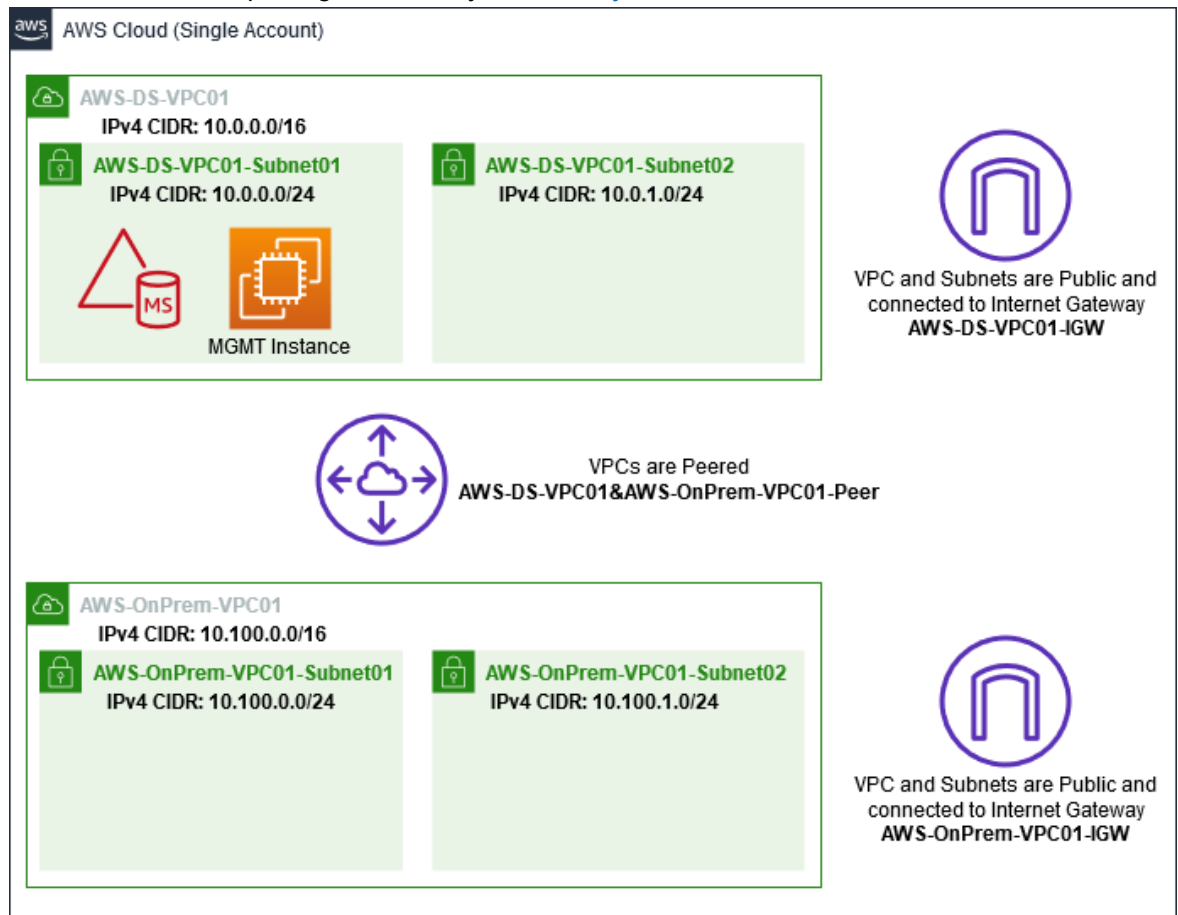 aws
AWS Cloud (Single Account)
AWS-DS-VPC01
IPv4 CIDR: 10.0.0.0/16
AWS-DS-VPC01-Subnet01
IPv4 CIDR: 10.0.0.0/24
MS
MGMT Instance
AWS-DS-VPC01-Subnet02
IPv4 CIDR: 10.0.1.0/24
VPC and Subnets are Public and
connected to Internet Gateway
AWS-DS-VPC01-IGW
VPCs are Peered
AWS-DS-VPC01&AWS-OnPrem-VPC01-Peer
AWS-OnPrem-VPC01
IPv4 CIDR: 10.100.0.0/16
AWS-OnPrem-VPC01-Subnet01
IPv4 CIDR: 10.100.0.0/24
AWS-OnPrem-VPC01-Subnet02
IPv4 CIDR: 10.100.1.0/24
VPC and Subnets are Public and
connected to Internet Gateway
AWS-OnPrem-VPC01-IGW